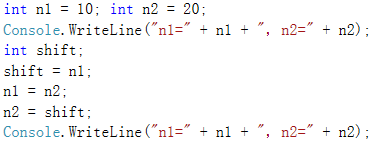 int n1 = 10; int n2 = 20;
Console.WriteLine("n1=" + n1 + ", n2=" + n2);
int shift;
shift = n1;
n1 = n2;
n2 = shift;
Console.WriteLine("n1=" + n1 + ", n2=" + n2);